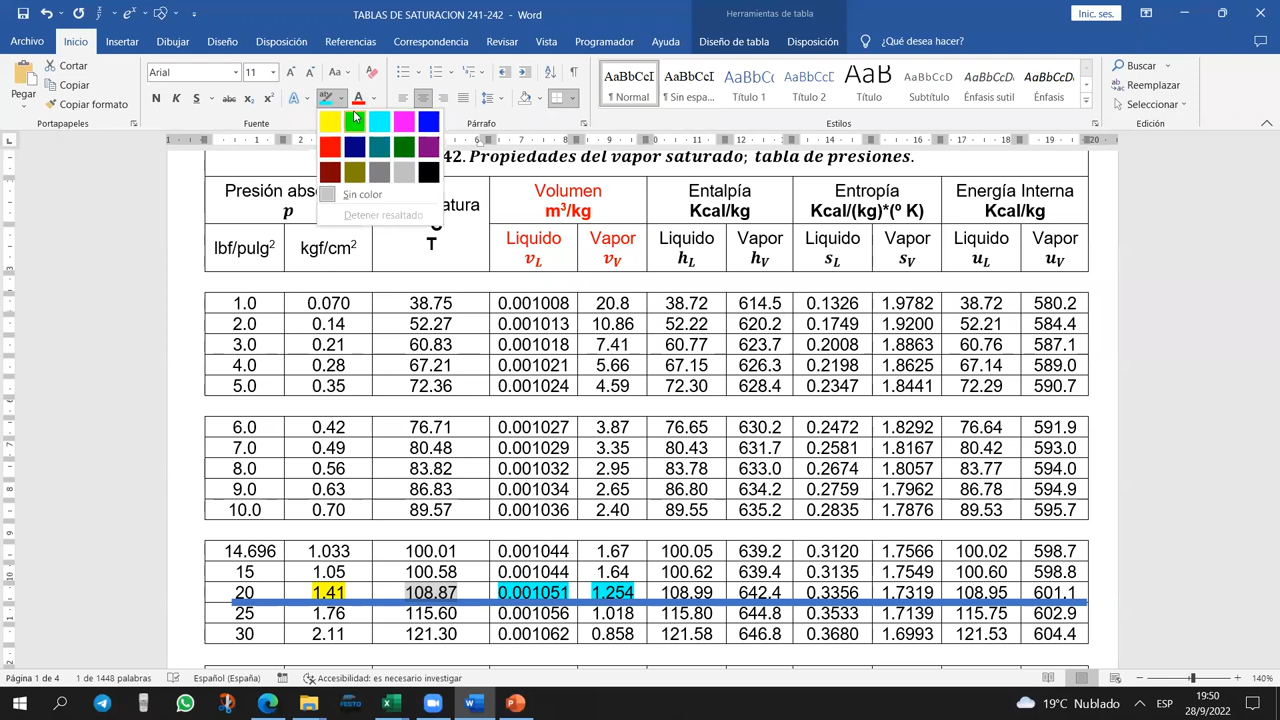 TABLAS DE SATURACION 241-242 - Word
Herramientas de tabla
Inic. ses.
Archivo Inicio Insertar Dibujar Diseño Disposición Referencias Correspondencia Revisar Vista Programador Ayuda Diseño de tabla Disposición ¿Qué desea hacer?
Pegar
Cortar
Copiar
Copiar formato
Portapapeles
Arial 11
N K S
Fuente
Párrafo
AaBbCcD AaBbCcD AaBbCc AaBbCcD AaB AaBbCcD AaBbCcD AaBbCcD
¶ Normal ¶ Sin espa... Título 1 Título 2 Título Subtítulo Énfasis sutil Énfasis
Estilos
Buscar
Reemplazar
Seleccionar
Edición
Sin color
Detener resaltado
42. Propiedades del vapor saturado; tabla de presiones.
Presión abs atura Volumen Entalpía Entropía Energía Interna
p m³/kg Kcal/kg Kcal/(kg)*(º K) Kcal/kg
lbf/pulg² kgf/cm² T Liquido Vapor Liquido Vapor Liquido Vapor Liquido Vapor
vL vV hL hV sL sV uL uV
1.0 0.070 38.75 0.001008 20.8 38.72 614.5 0.1326 1.9782 38.72 580.2
2.0 0.14 52.27 0.001013 10.86 52.22 620.2 0.1749 1.9200 52.21 584.4
3.0 0.21 60.83 0.001018 7.41 60.77 623.7 0.2008 1.8863 60.76 587.1
4.0 0.28 67.21 0.001021 5.66 67.15 626.3 0.2198 1.8625 67.14 589.0
5.0 0.35 72.36 0.001024 4.59 72.30 628.4 0.2347 1.8441 72.29 590.7
6.0 0.42 76.71 0.001027 3.87 76.65 630.2 0.2472 1.8292 76.64 591.9
7.0 0.49 80.48 0.001029 3.35 80.43 631.7 0.2581 1.8167 80.42 593.0
8.0 0.56 83.82 0.001032 2.95 83.78 633.0 0.2674 1.8057 83.77 594.0
9.0 0.63 86.83 0.001034 2.65 86.80 634.2 0.2759 1.7962 86.78 594.9
10.0 0.70 89.57 0.001036 2.40 89.55 635.2 0.2835 1.7876 89.53 595.7
14.696 1.033 100.01 0.001044 1.67 100.05 639.2 0.3120 1.7566 100.02 598.7
15 1.05 100.58 0.001044 1.64 100.62 639.4 0.3135 1.7549 100.60 598.8
20 1.41 108.87 0.001051 1.254 108.99 642.4 0.3356 1.7319 108.95 601.1
25 1.76 115.60 0.001056 1.018 115.80 644.8 0.3533 1.7139 115.75 602.9
30 2.11 121.30 0.001062 0.858 121.58 646.8 0.3680 1.6993 121.53 604.4
Página 1 de 4 1 de 1448 palabras Español (España) Accesibilidad: es necesario investigar 140%
19°C Nublado ESP 19:50
28/9/2022